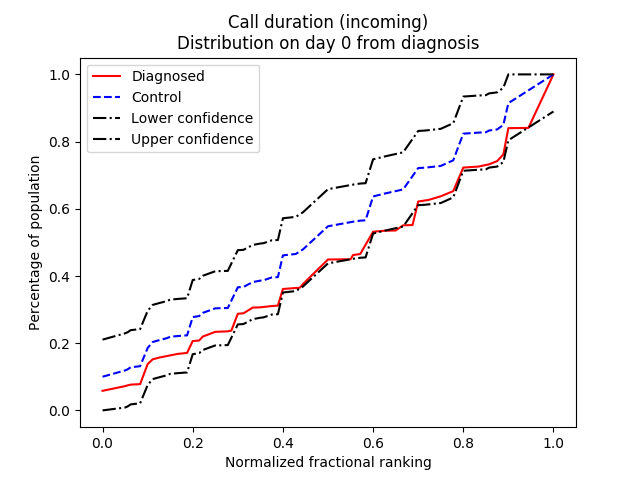 Call duration (incoming)
Distribution on day 0 from diagnosis
Diagnosed
Control
Lower confidence
Upper confidence
Percentage of population
1.0
0.8
0.6
0.4
0.2
0.0
0.0 0.2 0.4 0.6 0.8 1.0
Normalized fractional ranking